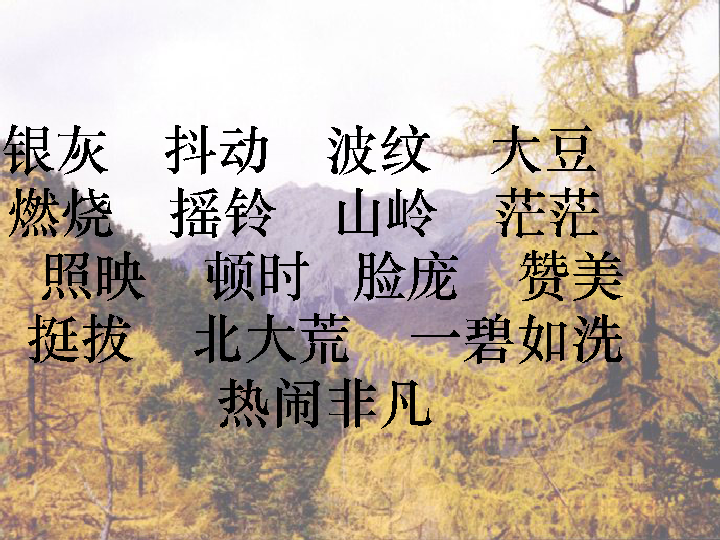 银灰 抖动 波纹 大豆
燃烧 摇铃 山岭 茫茫
照映 顿时 脸庞 赞美
挺拔 北大荒 一碧如洗
热闹非凡